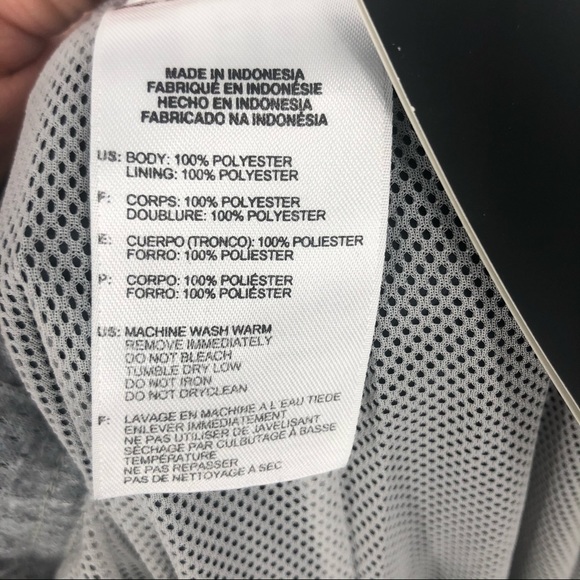 MADE IN INDONESIA
FABRIQUÉ EN INDONÉSIE
HECHO EN INDONESIA
FABRICADO NA INDONÉSIA
US: BODY: 100% POLYESTER
LINING: 100% POLYESTER
F: CORPS: 100% POLYESTER
DOUBLURE: 100% POLYESTER
E: CUERPO (TRONCO): 100% POLIESTER
FORRO: 100% POLIESTER
P: CORPO: 100% POLIÉSTER
FORRO: 100% POLIÉSTER
US: MACHINE WASH WARM
REMOVE IMMEDIATELY
DO NOT BLEACH
TUMBLE DRY LOW
DO NOT IRON
DO NOT DRYCLEAN
F: LAVAGE EN MACHINE A L'EAU TIEDE
ENLEVER IMMEDIATEMENT
NE PAS UTILISER DE JAVELISANT
SÉCHAGE PAR CULBUTAGE À BASSE
TEMPÉRATURE
NE PAS REPASSER
PAS DE NETTOYAGE A SEC